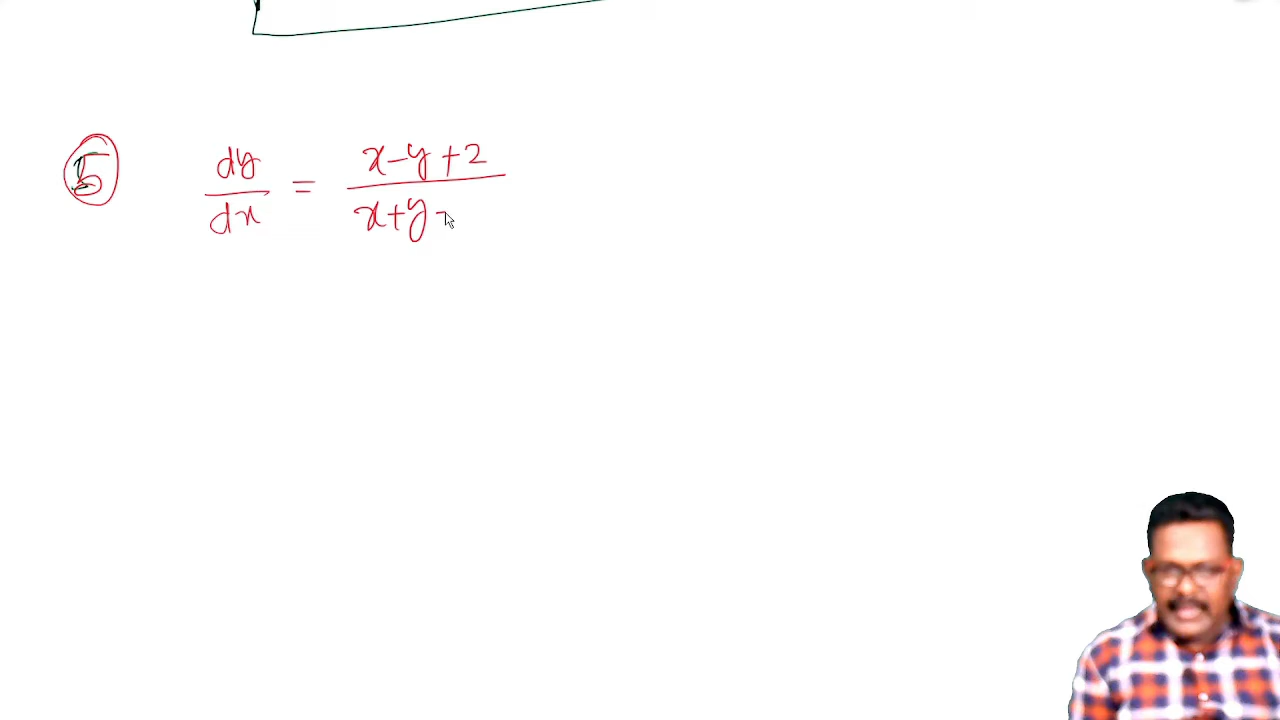 5 dy/dx = x-y+2/x+y